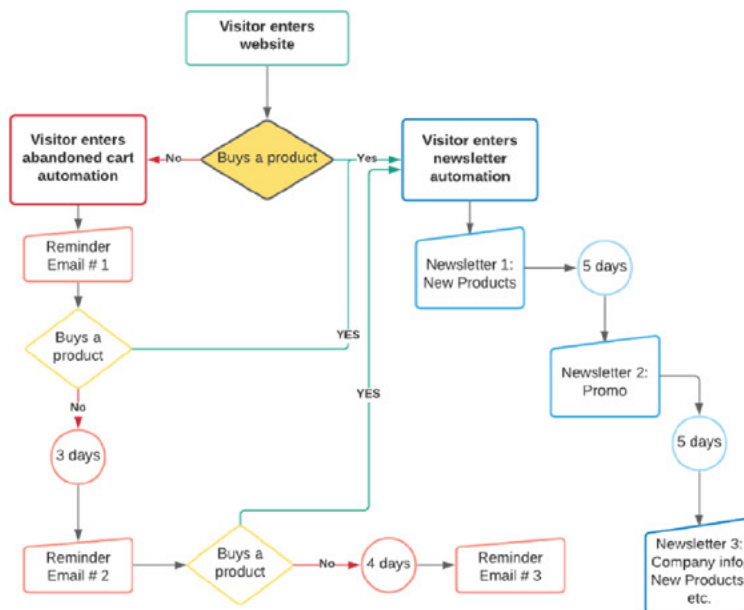 Visitor enters
website
Visitor enters
abandoned cart
automation
No
Buys a product
Yes
Visitor enters
newsletter
automation
Reminder
Email # 1
Newsletter 1:
New Products
5 days
Buys a
product
YES
Newsletter 2:
Promo
YES
No
3 days
5 days
Reminder
Email # 2
Buys a
product
No
4 days
Reminder
Email # 3
Newsletter 3:
Company info,
New Products
etc.